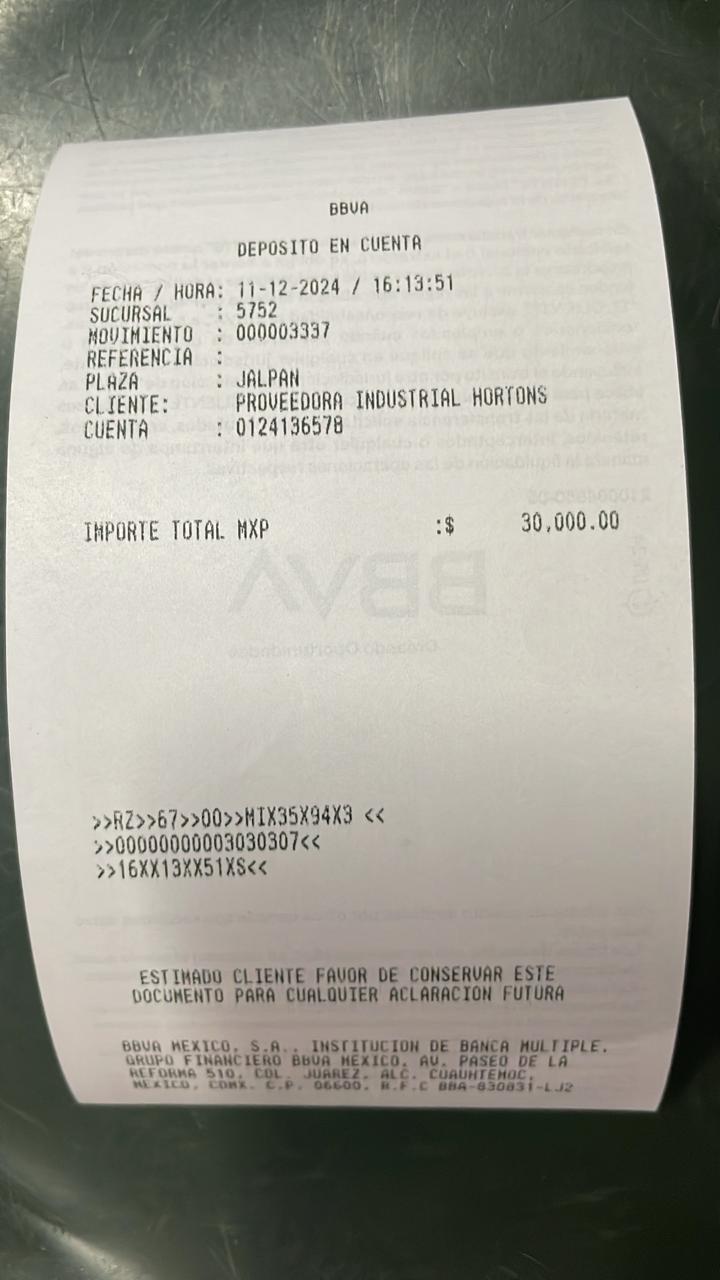 BBVA
DEPOSITO EN CUENTA
FECHA / HORA: 11-12-2024 / 16:13:51
SUCURSAL : 5752
MOVIMIENTO : 000003337
REFERENCIA :
PLAZA : JALPAN
CLIENTE: PROVEEDORA INDUSTRIAL HORTONS
CUENTA : 0124136578
IMPORTE TOTAL MXP :$ 30,000.00
BBVA
Creando Oportunidades
>>RZ>>67>>00>>MIX35X94X3 <<
>>00000000003030307<<
>>16XX13XX51XS<<
ESTIMADO CLIENTE FAVOR DE CONSERVAR ESTE
DOCUMENTO PARA CUALQUIER ACLARACION FUTURA
BBVA MEXICO, S.A., INSTITUCION DE BANCA MULTIPLE,
GRUPO FINANCIERO BBVA MEXICO. AV. PASEO DE LA
REFORMA 510, COL. JUAREZ, ALC. CUAUHTEMOC,
MEXICO, CDMX. C.P. 06600. R.F.C BBA-830831-LJ2